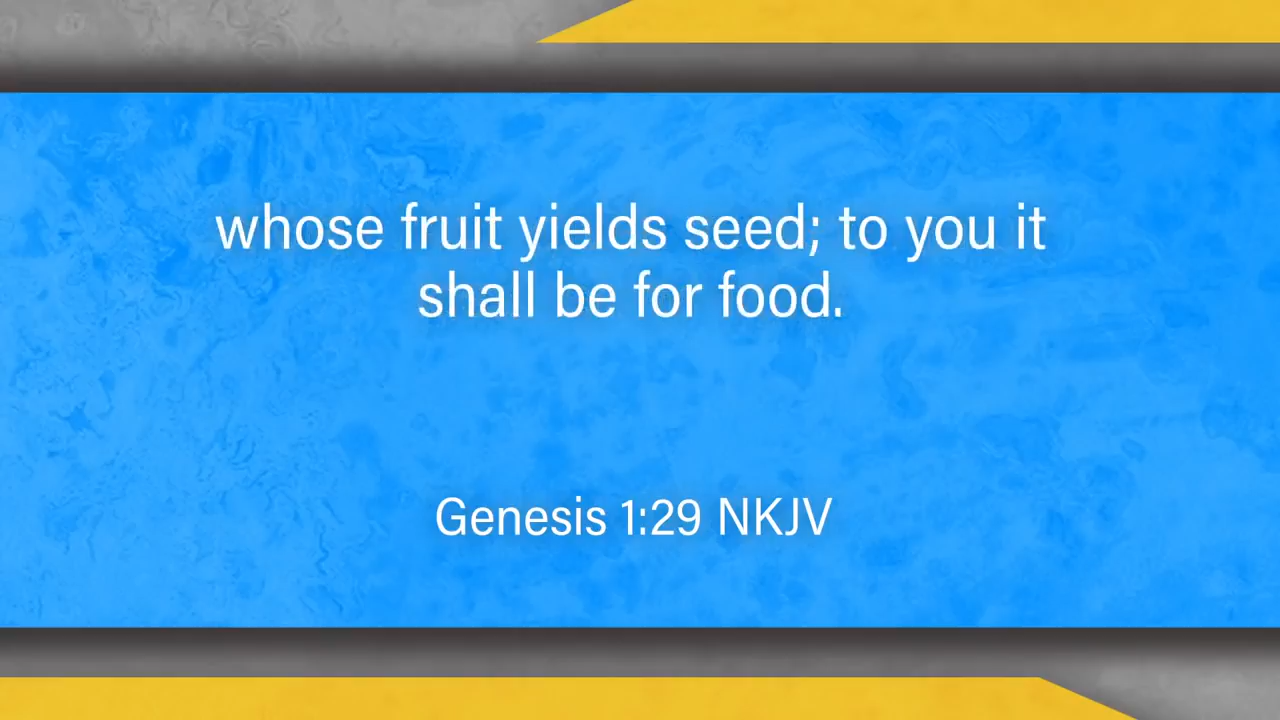 whose fruit yields seed; to you it
shall be for food.
Genesis 1:29 NKJV